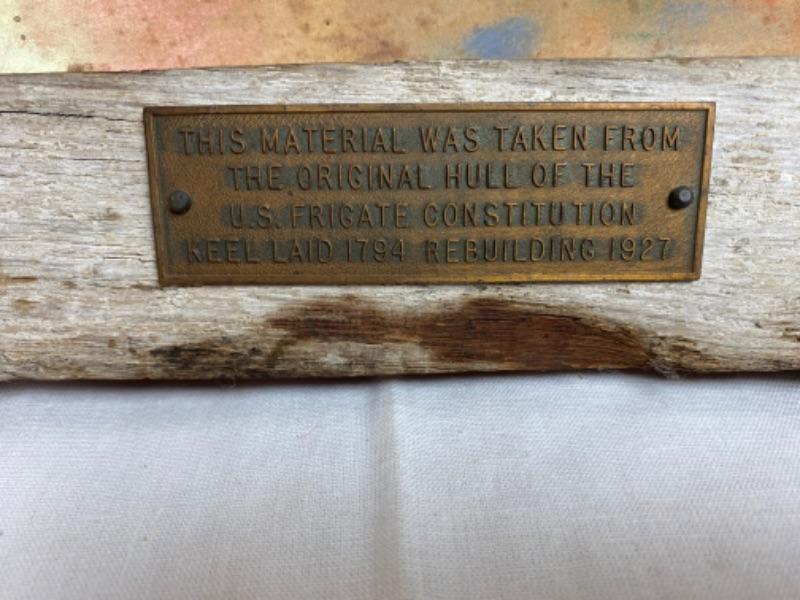 THIS MATERIAL WAS TAKEN FROM
THE ORIGINAL HULL OF THE
U.S. FRIGATE CONSTITUTION
KEEL LAID 1794 REBUILDING 1927